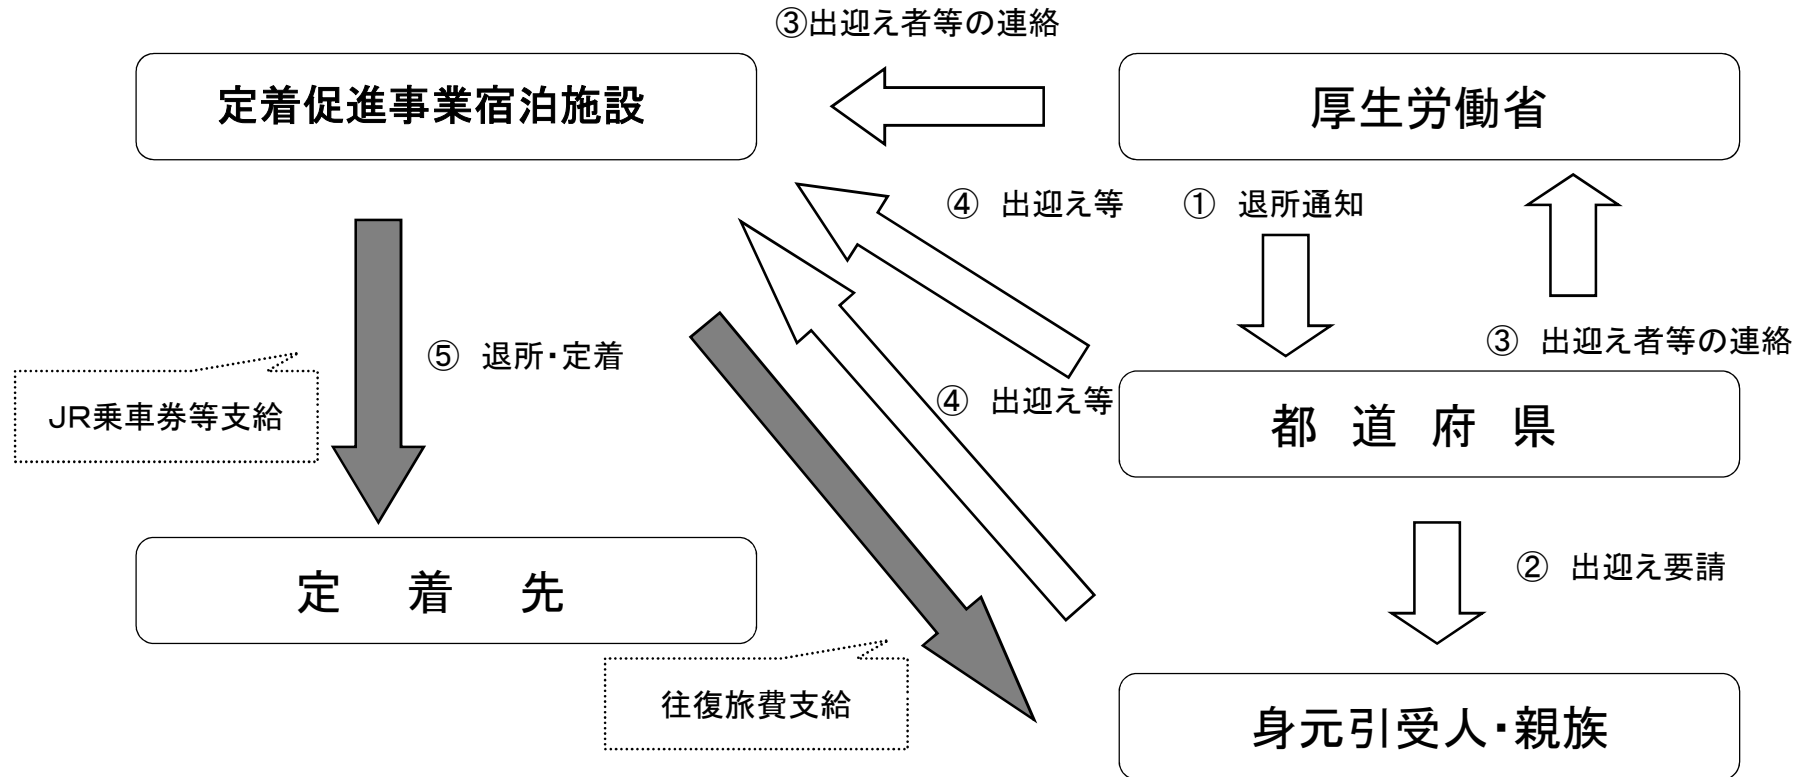 ③出迎え者等の連絡
定着促進事業宿泊施設
厚生労働省
④ 出迎え等
① 退所通知
③ 出迎え者等の連絡
⑤ 退所・定着
JR乗車券等支給
④ 出迎え等
都 道 府 県
② 出迎え要請
定 着 先
往復旅費支給
身元引受人・親族